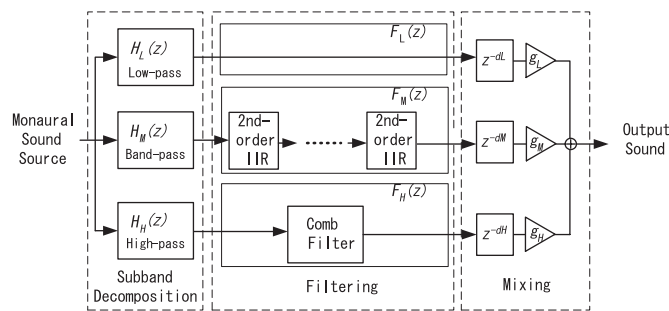 Monaural
Sound
Source
H_L(z)
Low-pass
H_M(z)
Band-pass
H_H(z)
High-pass
Subband
Decomposition
F_L(z)
F_M(z)
2nd-
order
IIR
......
2nd-
order
IIR
F_H(z)
Comb
Filter
Filtering
z^-dL
g_L
z^-dM
g_M
z^-dH
g_H
Mixing
Output
Sound